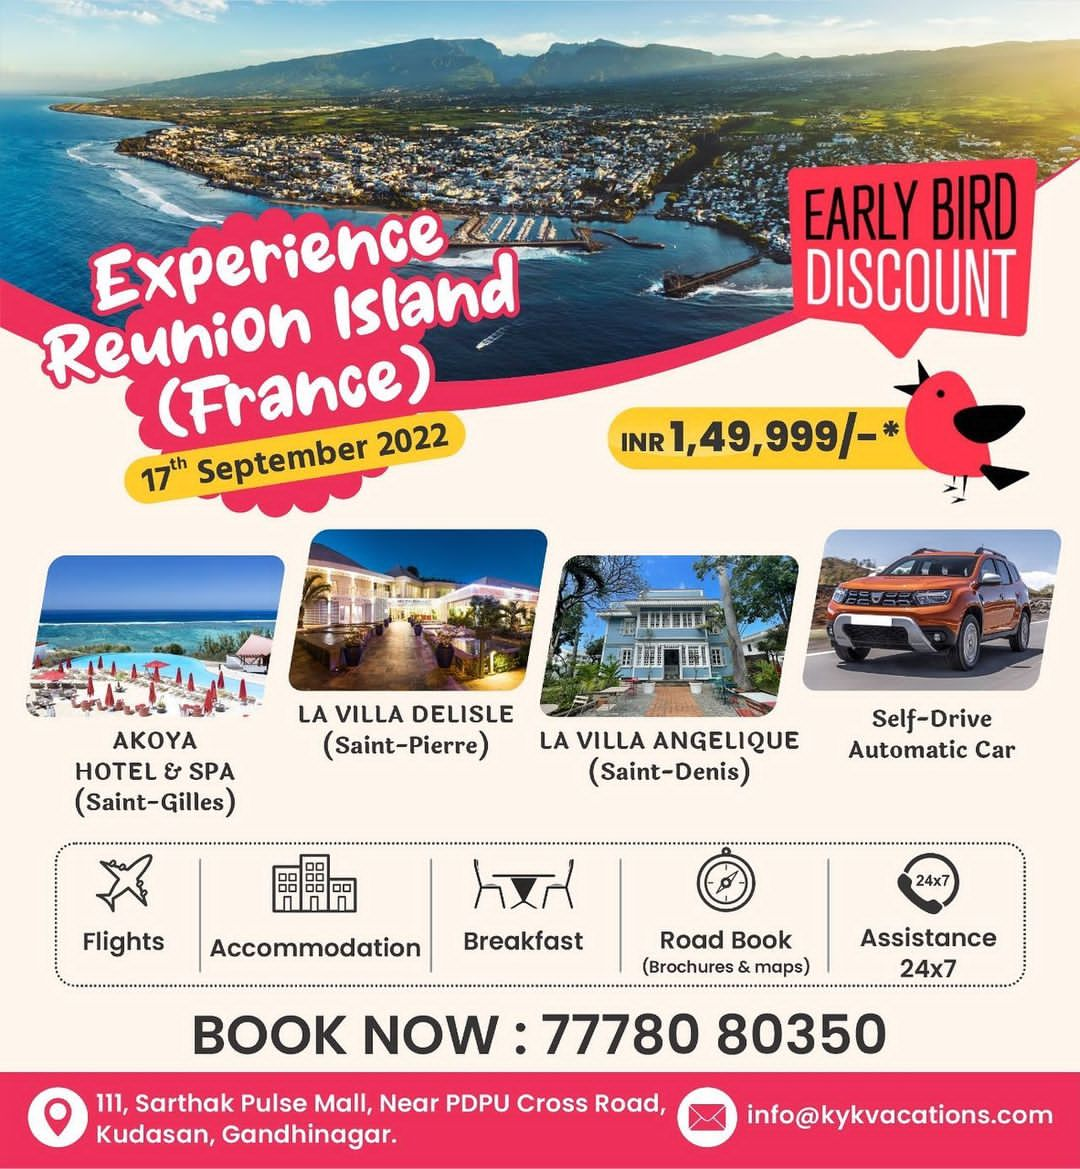 Experience
Reunion Island
(France)
17th September 2022
EARLY BIRD
DISCOUNT
INR 1,49,999/-*
AKOYA
HOTEL & SPA
(Saint-Gilles)
LA VILLA DELISLE
(Saint-Pierre)
LA VILLA ANGELIQUE
(Saint-Denis)
Self-Drive
Automatic Car
Flights
Accommodation
Breakfast
Road Book
(Brochures & maps)
24x7
Assistance
24x7
BOOK NOW : 77780 80350
111, Sarthak Pulse Mall, Near PDPU Cross Road,
Kudasan, Gandhinagar.
info@kykvacations.com